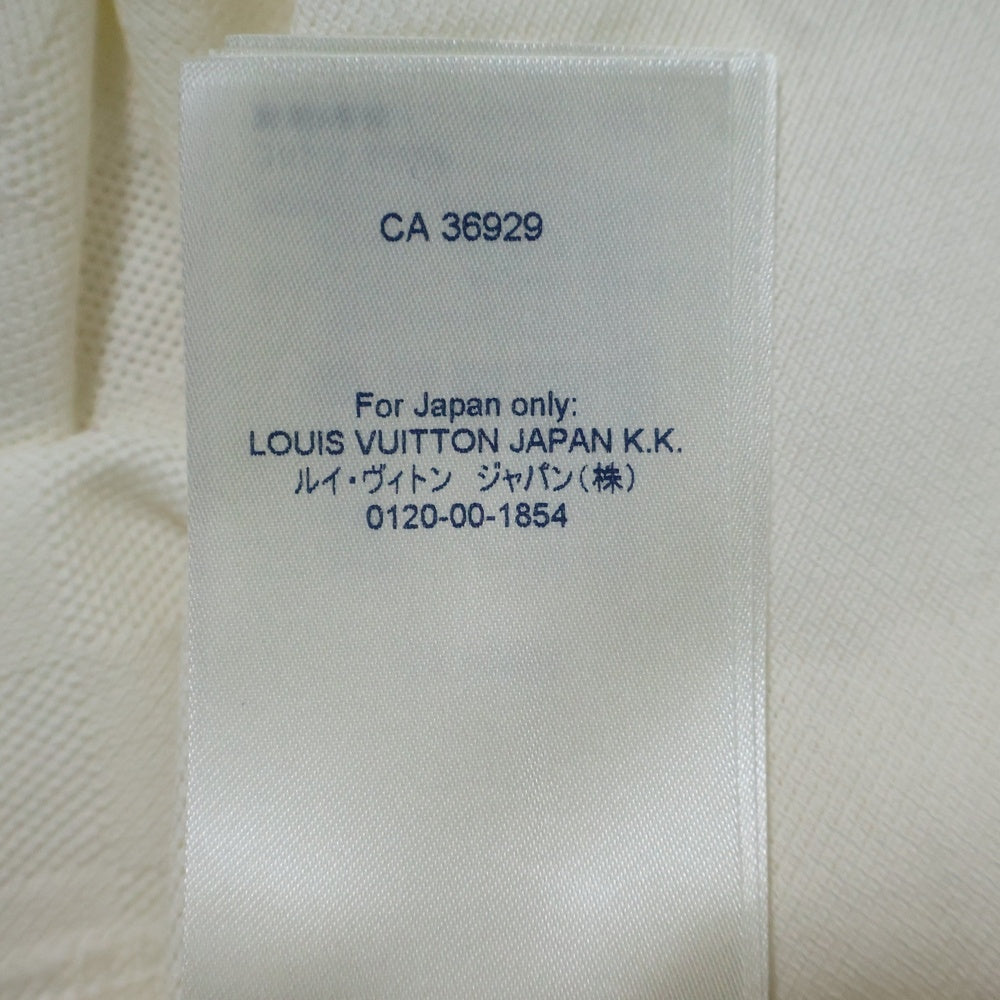 CA 36929
For Japan only:
LOUIS VUITTON JAPAN K.K.
ルイ・ヴィトン ジャパン(株)
0120-00-1854